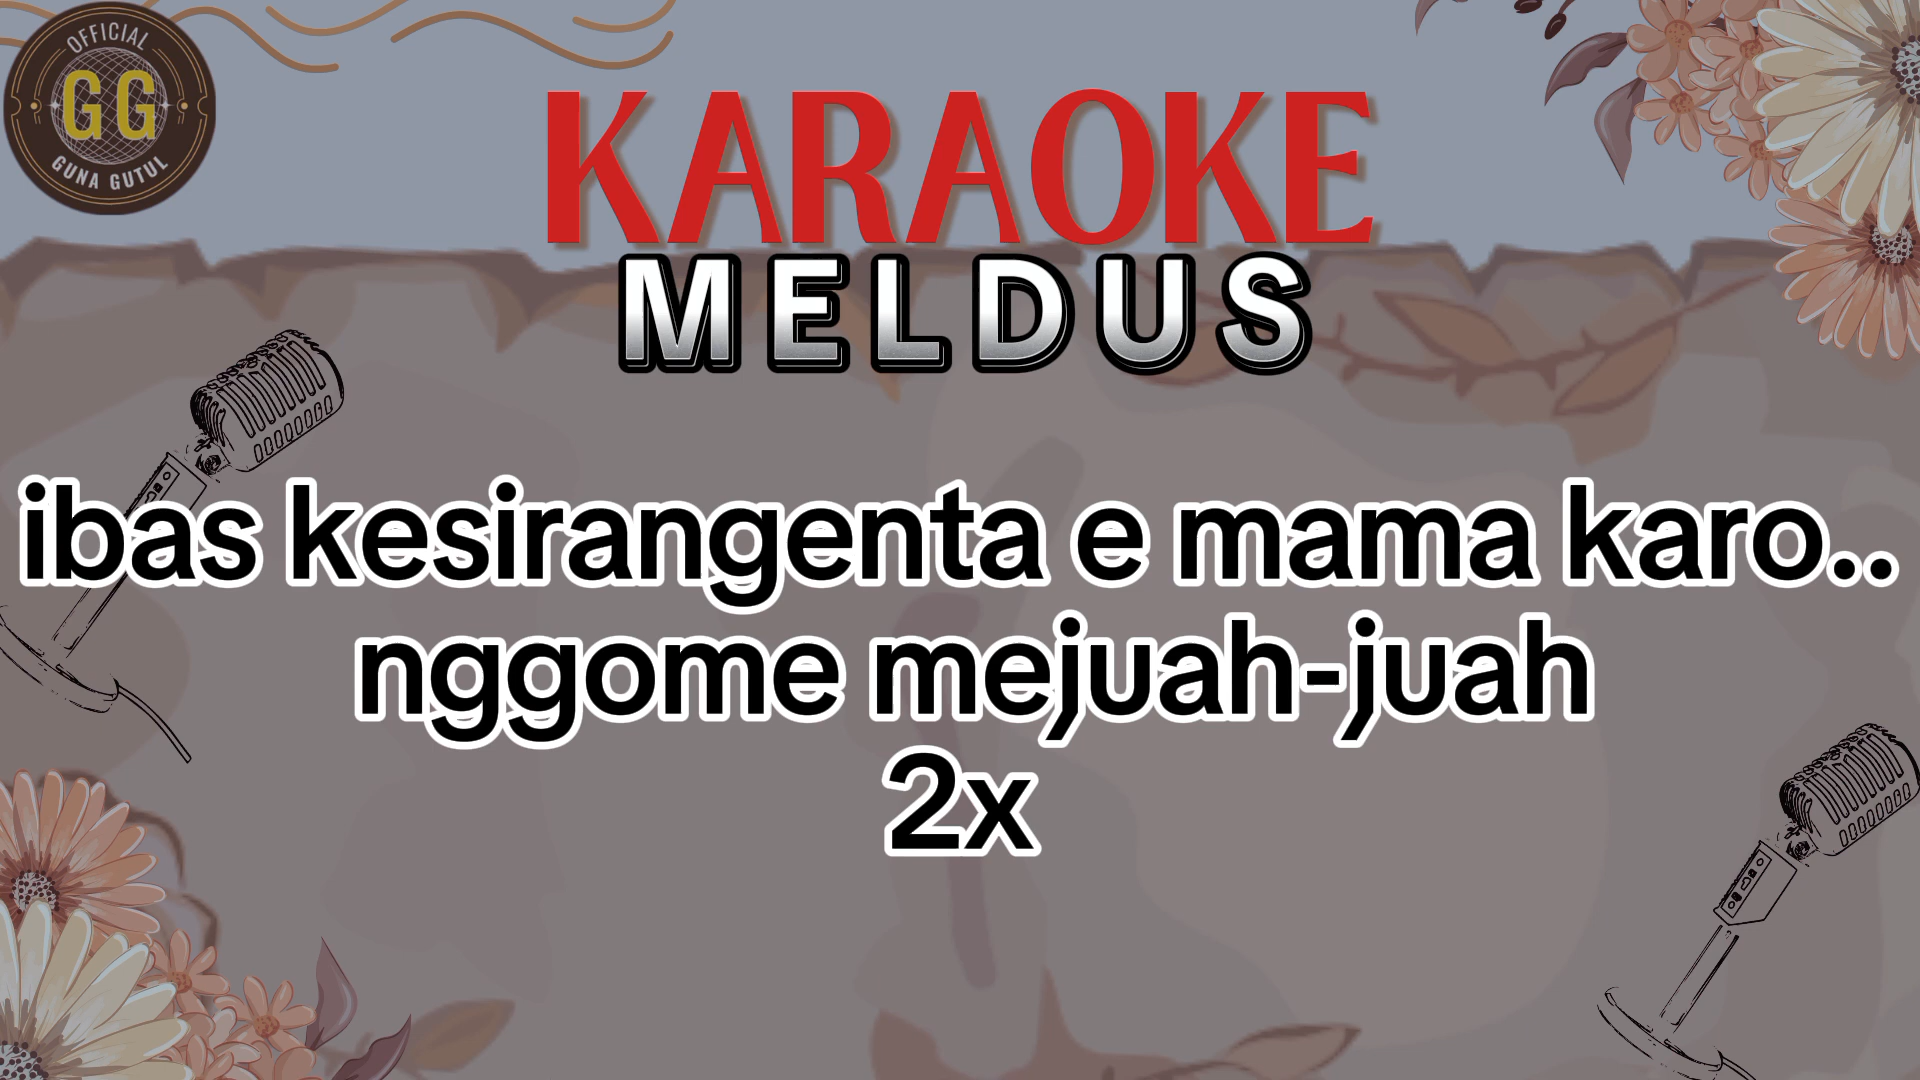 OFFICIAL
GG
GUNA GUTUL
KARAOKE
MELDUS
ibas kesirangenta e mama karo..
nggome mejuah-juah
2x